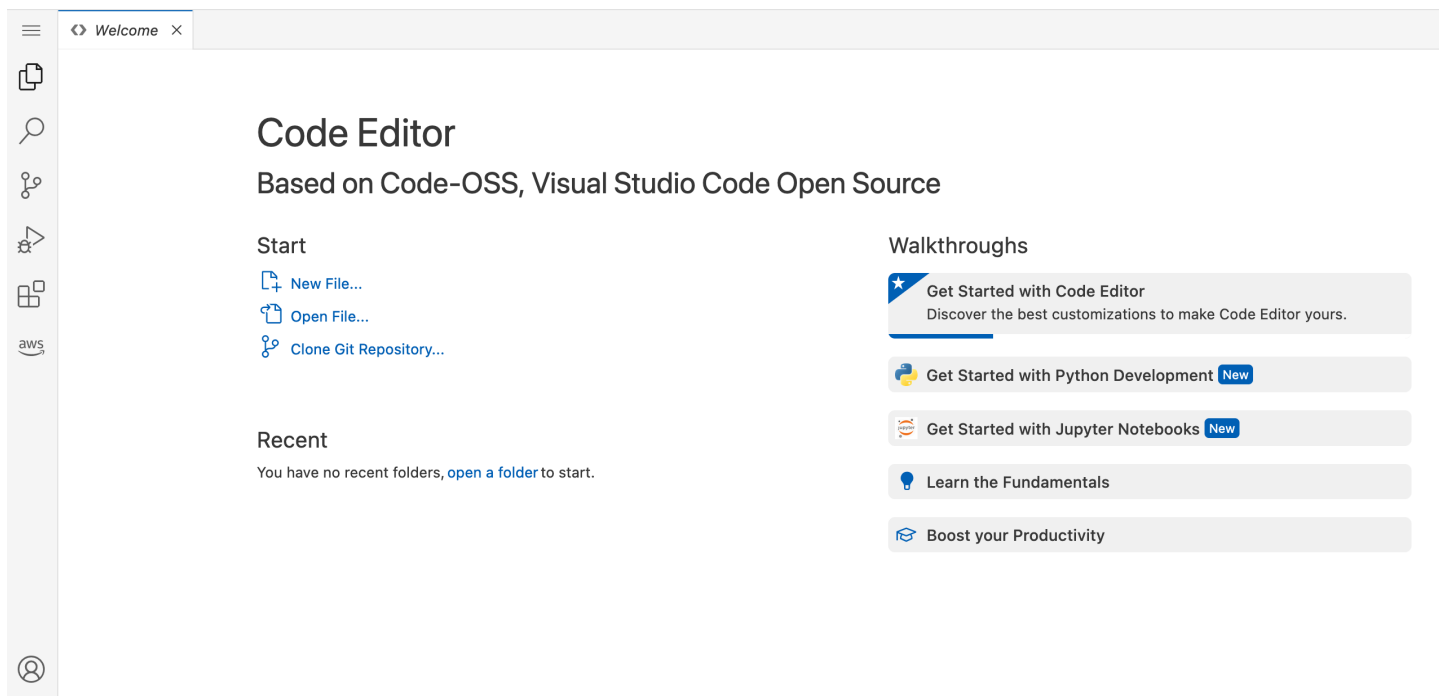 Welcome
Code Editor
Based on Code-OSS, Visual Studio Code Open Source
Start
New File...
Open File...
Clone Git Repository...
Recent
You have no recent folders, open a folder to start.
Walkthroughs
Get Started with Code Editor
Discover the best customizations to make Code Editor yours.
Get Started with Python Development New
jupyter
Get Started with Jupyter Notebooks New
Learn the Fundamentals
Boost your Productivity
aws